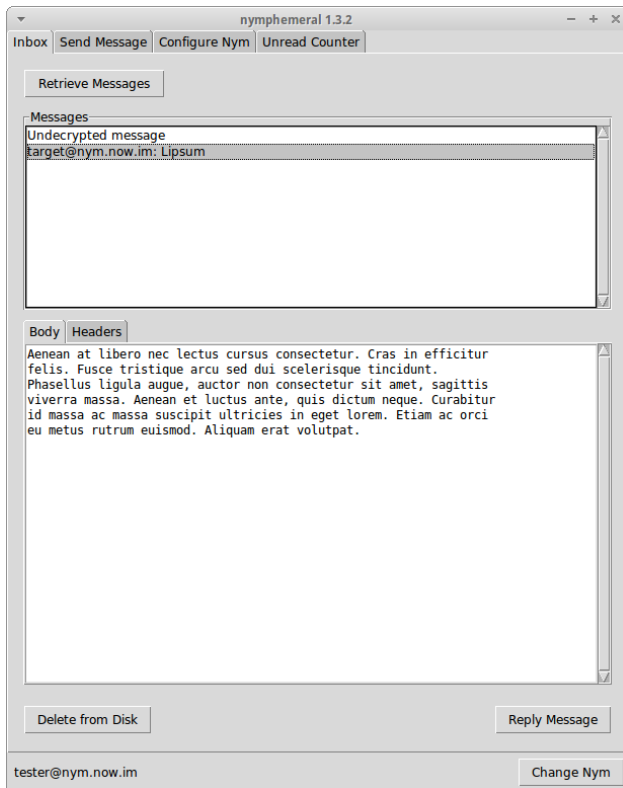 nymphemeral 1.3.2
Inbox Send Message Configure Nym Unread Counter
Retrieve Messages
Messages
Undecrypted message
target@nym.now.im: Lipsum
Body Headers
Aenean at libero nec lectus cursus consectetur. Cras in efficitur
felis. Fusce tristique arcu sed dui scelerisque tincidunt.
Phasellus ligula augue, auctor non consectetur sit amet, sagittis
viverra massa. Aenean et luctus ante, quis dictum neque. Curabitur
id massa ac massa suscipit ultricies in eget lorem. Etiam ac orci
eu metus rutrum euismod. Aliquam erat volutpat.
Delete from Disk Reply Message
tester@nym.now.im Change Nym